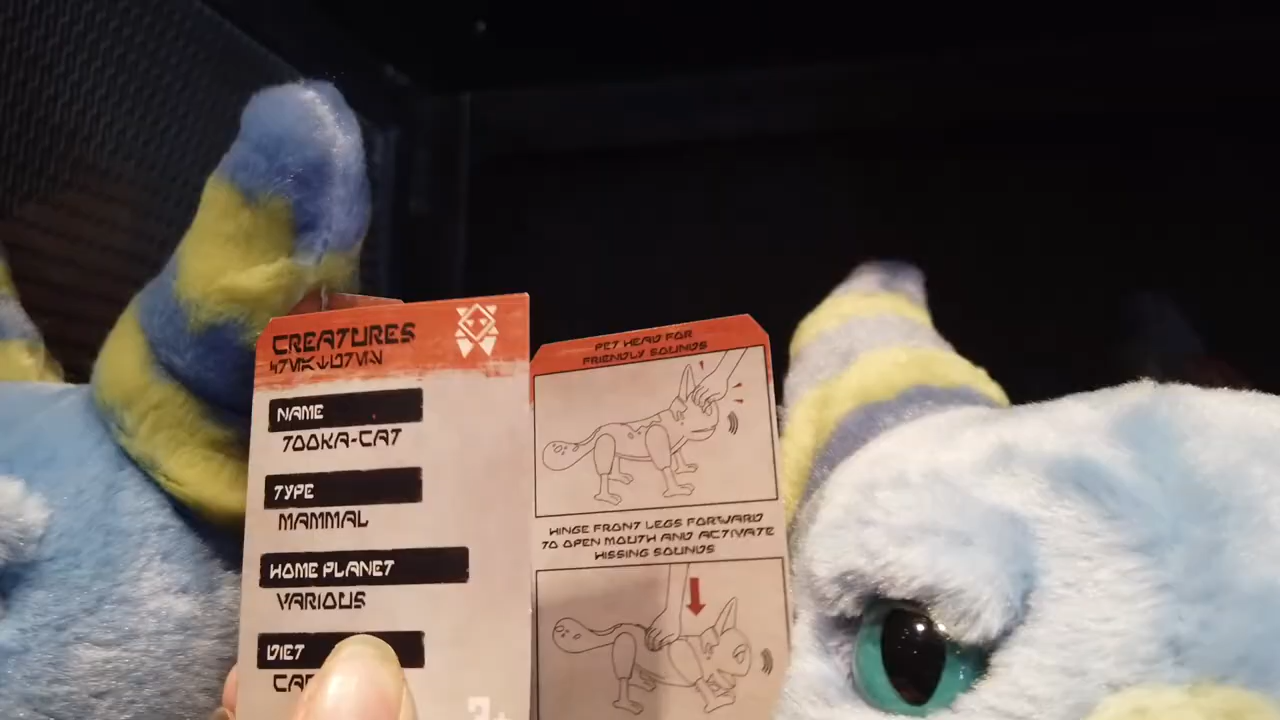 CREATURES
NAME
TOOKA-CAT
TYPE
MAMMAL
HOME PLANET
VARIOUS
DIET
PET HEAD FOR
FRIENDLY SOUNDS
HINGE FRONT LEGS FORWARD
TO OPEN MOUTH AND ACTIVATE
HISSING SOUNDS